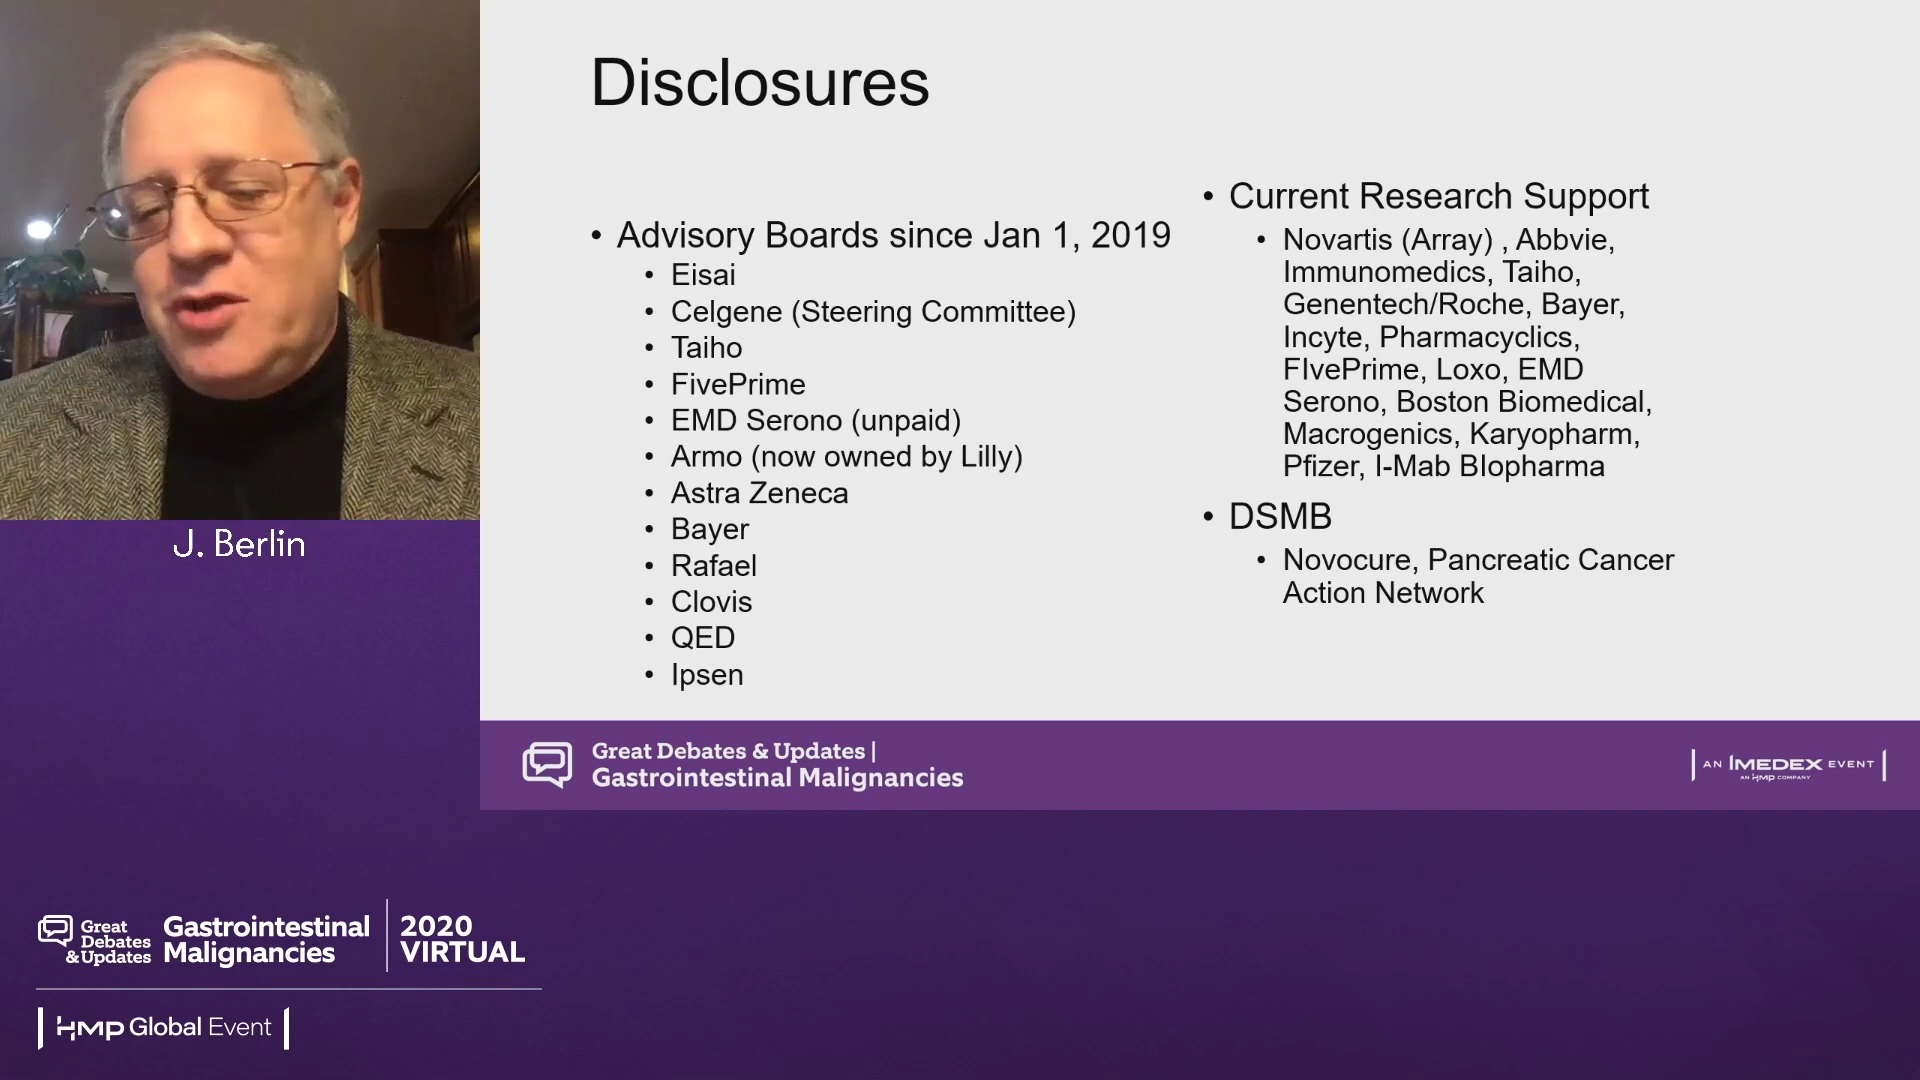 Disclosures
• Advisory Boards since Jan 1, 2019
• Eisai
• Celgene (Steering Committee)
• Taiho
• FivePrime
• EMD Serono (unpaid)
• Armo (now owned by Lilly)
• Astra Zeneca
• Bayer
• Rafael
• Clovis
• QED
• Ipsen
• Current Research Support
• Novartis (Array) , Abbvie,
Immunomedics, Taiho,
Genentech/Roche, Bayer,
Incyte, Pharmacyclics,
FIvePrime, Loxo, EMD
Serono, Boston Biomedical,
Macrogenics, Karyopharm,
Pfizer, I-Mab BIopharma
• DSMB
• Novocure, Pancreatic Cancer
Action Network
J. Berlin
Great Debates & Updates |
Gastrointestinal Malignancies
AN IMEDEX EVENT
AN HMP COMPANY
Great
Debates
&Updates
Gastrointestinal
Malignancies
2020
VIRTUAL
HMP Global Event